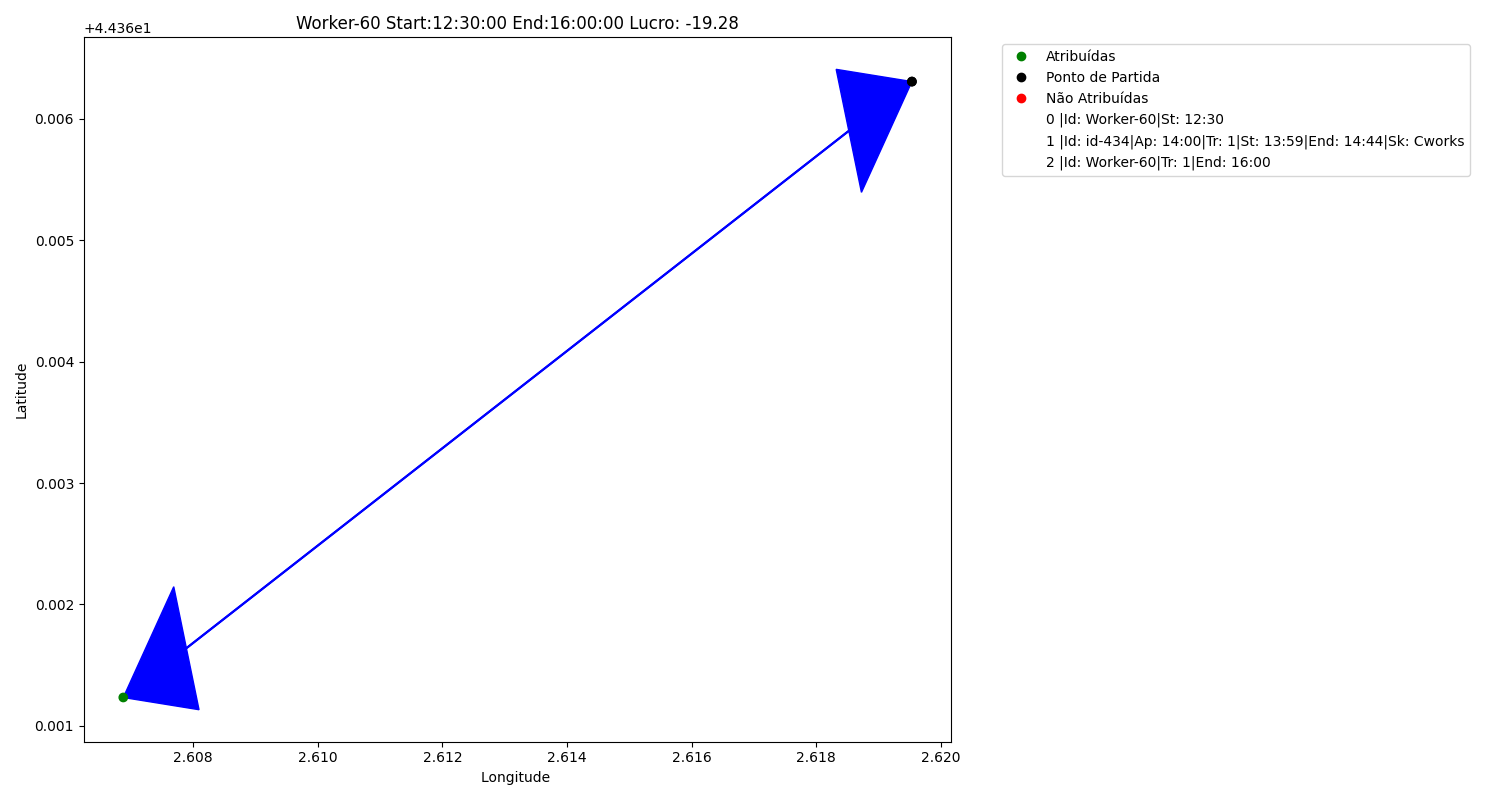 Worker-60 Start:12:30:00 End:16:00:00 Lucro: -19.28
+4.436e1
0.006
0.005
0.004
0.003
0.002
0.001
Latitude
2.608 2.610 2.612 2.614 2.616 2.618 2.620
Longitude
Atribuídas
Ponto de Partida
Não Atribuídas
0 |Id: Worker-60|St: 12:30
1 |Id: id-434|Ap: 14:00|Tr: 1|St: 13:59|End: 14:44|Sk: Cworks
2 |Id: Worker-60|Tr: 1|End: 16:00